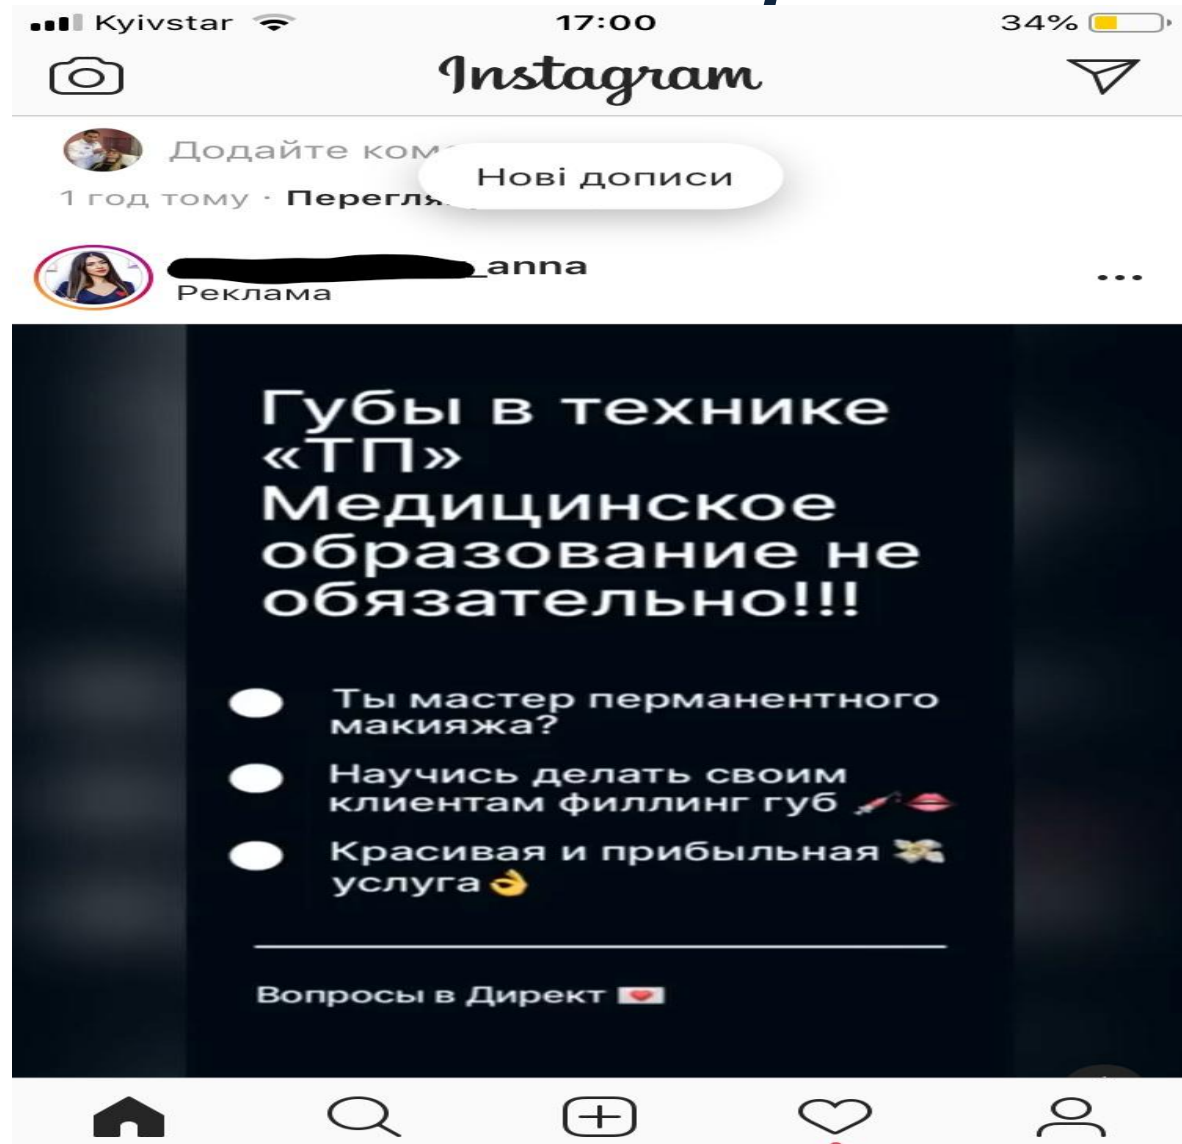 Kyivstar 17:00 34%
Instagram
Додайте ком
Нові дописи
1 год тому · Перегля
_anna
Реклама
Губы в технике
«ТП»
Медицинское
образование не
обязательно!!!
Ты мастер перманентного
макияжа?
Научись делать своим
клиентам филлинг губ 💉👄
Красивая и прибыльная 💸
услуга👌
Вопросы в Директ 💌